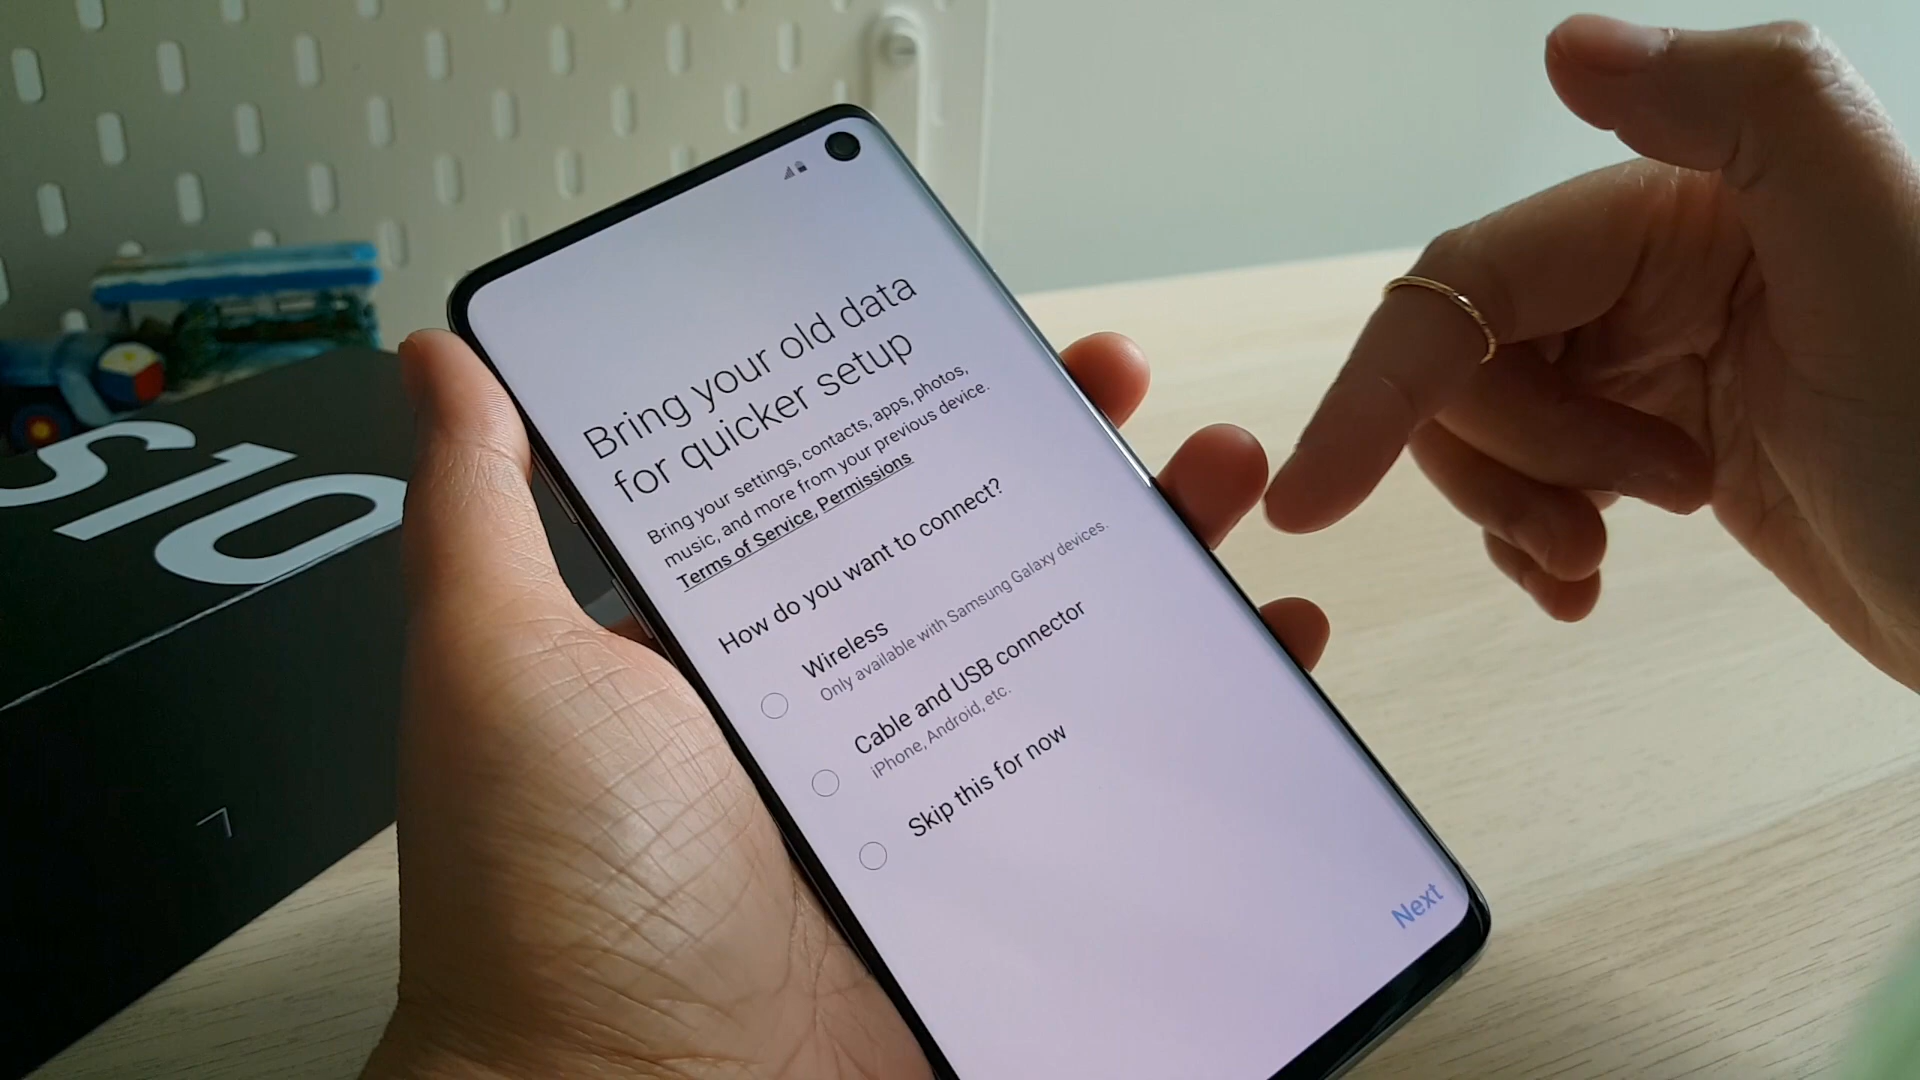 Bring your old data
for quicker setup
Bring your settings, contacts, apps, photos,
music, and more from your previous device.
Terms of Service, Permissions
How do you want to connect?
Wireless
Only available with Samsung Galaxy devices.
Cable and USB connector
iPhone, Android, etc.
Skip this for now
Next
S10